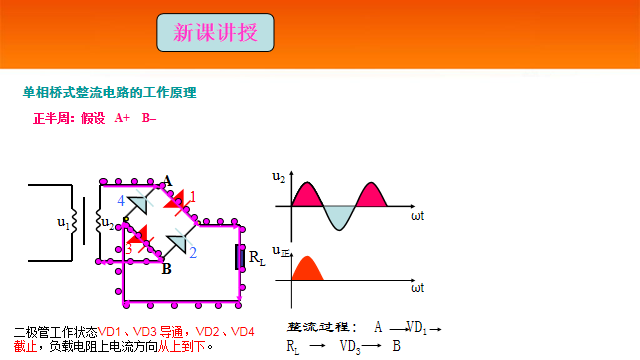 新课讲授
单相桥式整流电路的工作原理
正半周：假设 A+ B–
A
4
1
u1
u2
3
2
B
RL
u2
ωt
u正
ωt
二极管工作状态VD1、VD3导通，VD2、VD4
截止，负载电阻上电流方向从上到下。
整流过程： A → VD1 →
RL → VD3 → B